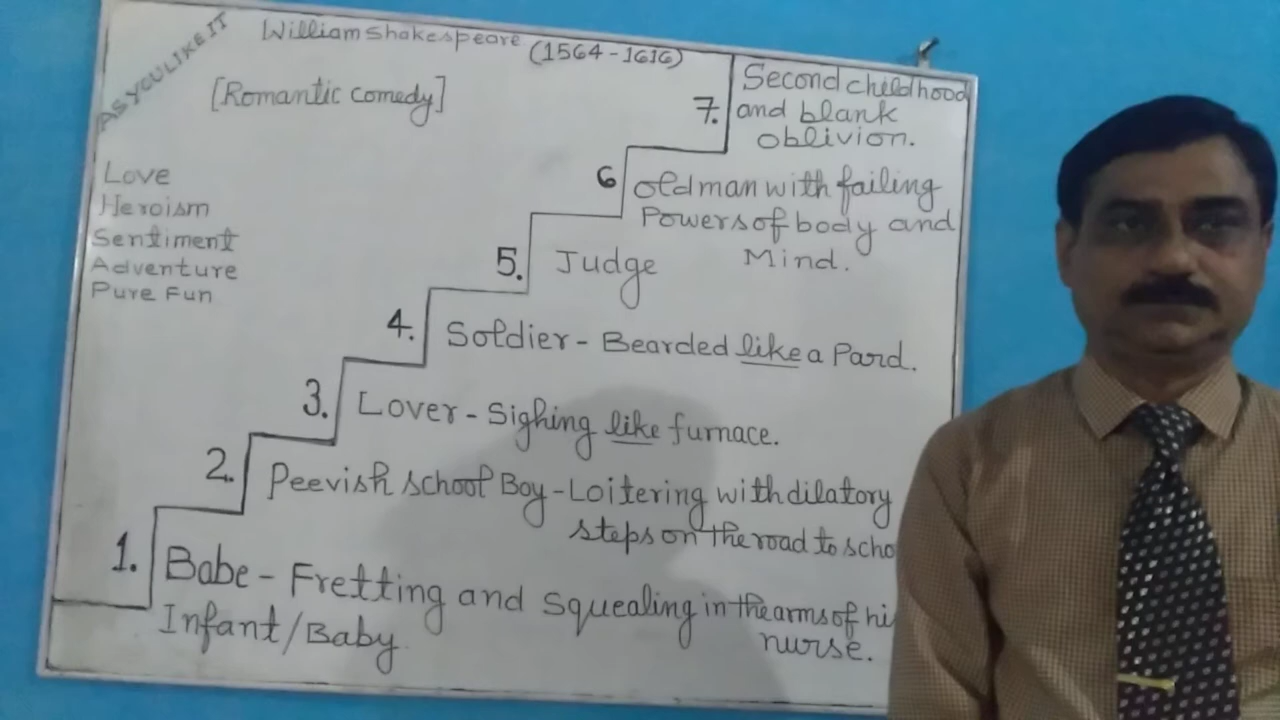 AS YOU LIKE IT
William Shakespeare (1564-1616)
[Romantic comedy]
Love
Heroism
Sentiment
Adventure
Pure Fun
7. Second childhood
and blank
oblivion.
6 old man with failing
Powers of body and
Mind.
5. Judge
4. Soldier - Bearded like a Pard.
3. Lover - Sighing like furnace.
2. Peevish school Boy - Loitering with dilatory
steps on the road to scho
1. Babe - Fretting and squealing in the arms of hi
Infant/Baby nurse.